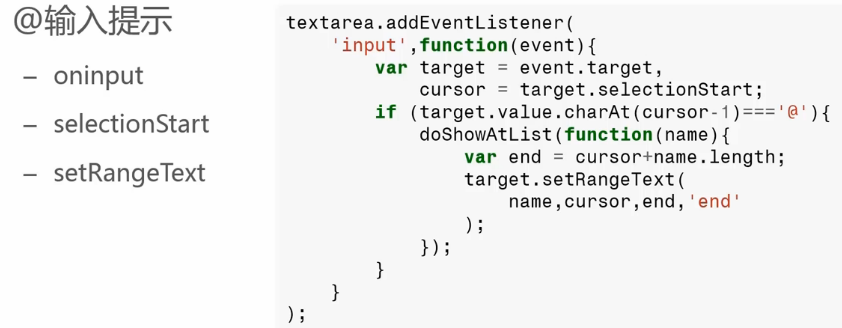 @输入提示
– oninput
– selectionStart
– setRangeText
textarea.addEventListener(
    'input',function(event){
        var target = event.target,
            cursor = target.selectionStart;
        if (target.value.charAt(cursor-1)==='@'){
            doShowAtList(function(name){
                var end = cursor+name.length;
                target.setRangeText(
                    name,cursor,end,'end'
                );
            });
        }
    }
);